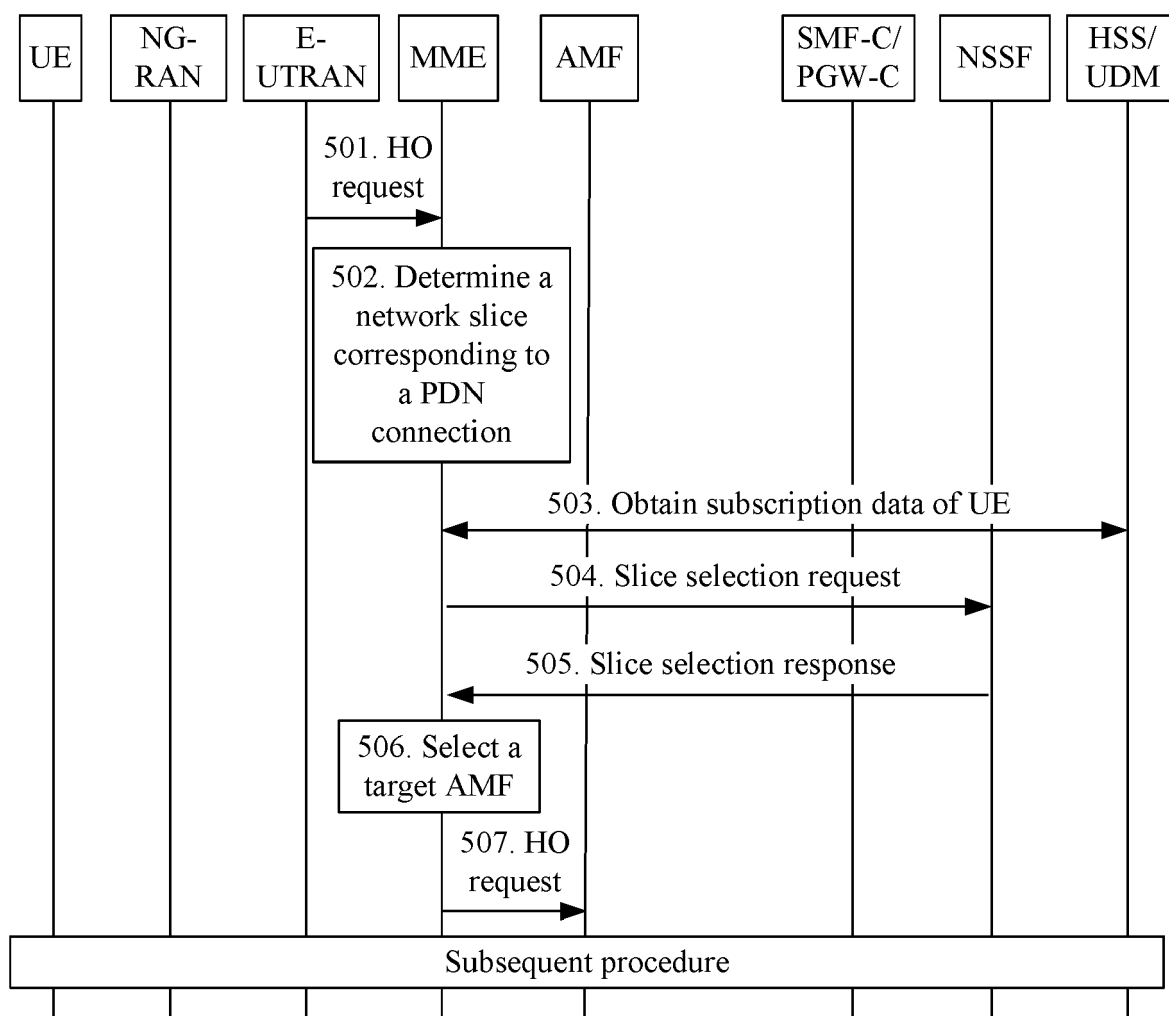 UE
NG-
RAN
E-
UTRAN
MME
AMF
SMF-C/
PGW-C
NSSF
HSS/
UDM
501. HO
request
502. Determine a
network slice
corresponding to
a PDN
connection
503. Obtain subscription data of UE
504. Slice selection request
505. Slice selection response
506. Select a
target AMF
507. HO
request
Subsequent procedure